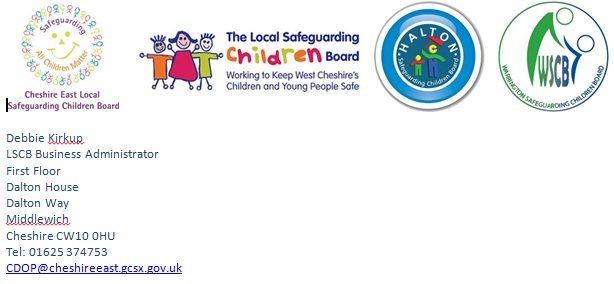 Safeguarding
All Children Matter
Cheshire East Local
Safeguarding Children Board
The Local Safeguarding
Children Board
Working to Keep West Cheshire's
Children and Young People Safe
HALTON
Safeguarding Children Board
WSCB
WARRINGTON SAFEGUARDING CHILDREN BOARD
Debbie Kirkup
LSCB Business Administrator
First Floor
Dalton House
Dalton Way
Middlewich
Cheshire CW10 0HU
Tel: 01625 374753
CDOP@cheshireeast.gcsx.gov.uk